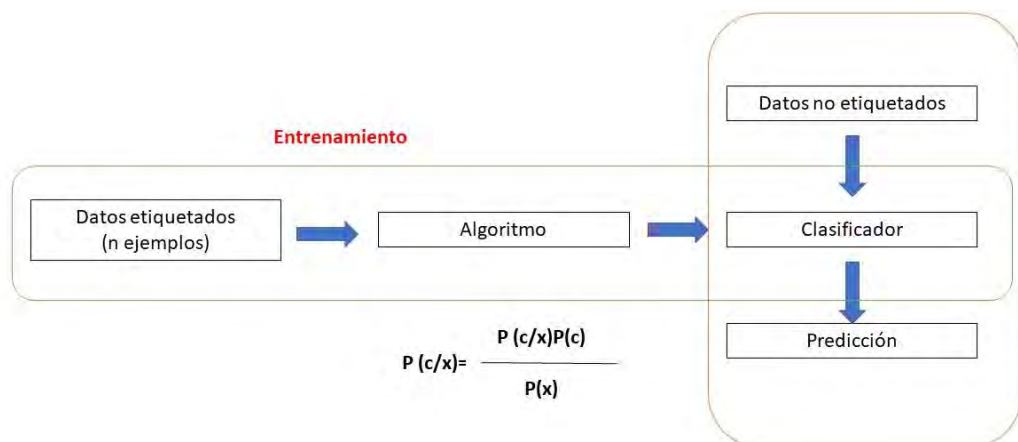 Datos no etiquetados
Entrenamiento
Datos etiquetados
(n ejemplos)
Algoritmo
Clasificador
P (c/x)P(c)
P (c/x)=
P(x)
Predicción